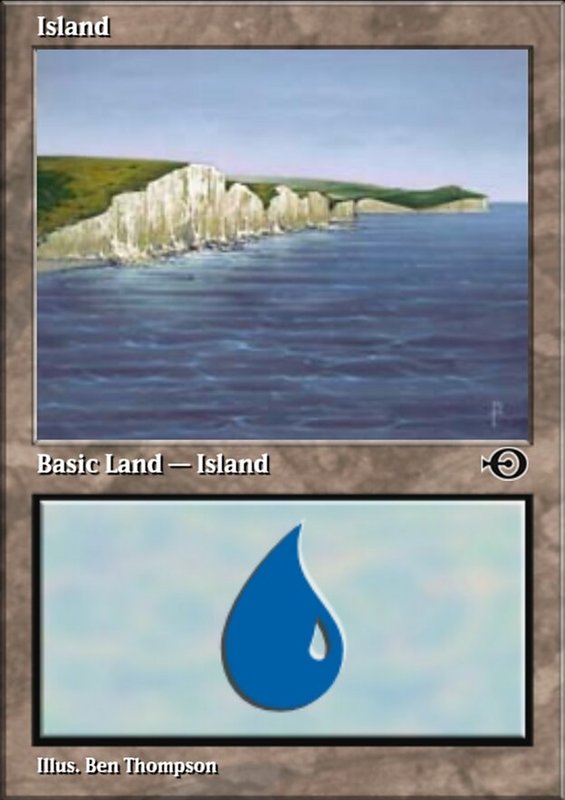 Island
Basic Land — Island
Illus. Ben Thompson